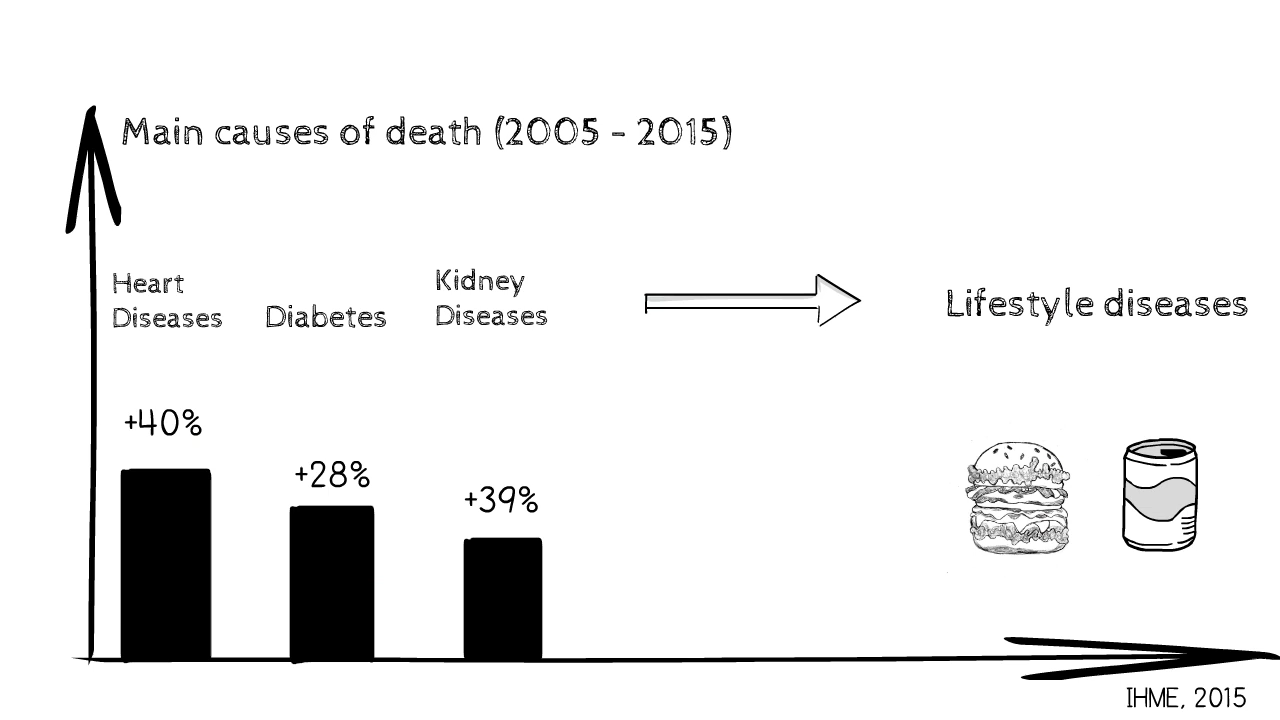 Main causes of death (2005 - 2015)
Heart
Diseases
Diabetes
Kidney
Diseases
Lifestyle diseases
+40%
+28%
+39%
IHME, 2015